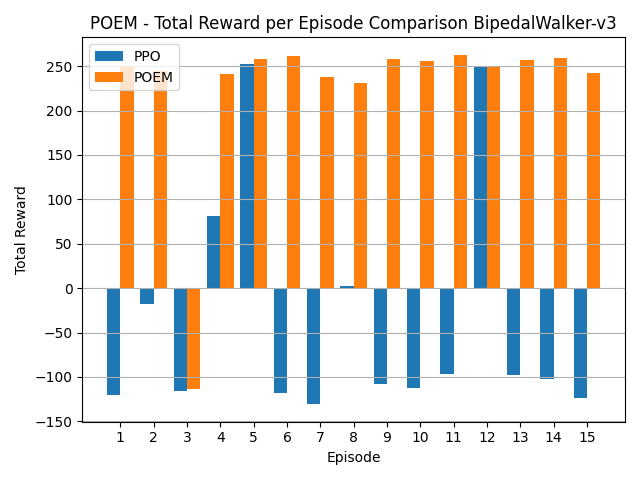 POEM - Total Reward per Episode Comparison BipedalWalker-v3
PPO
POEM
250
200
150
100
50
0
−50
−100
−150
Total Reward
1 2 3 4 5 6 7 8 9 10 11 12 13 14 15
Episode